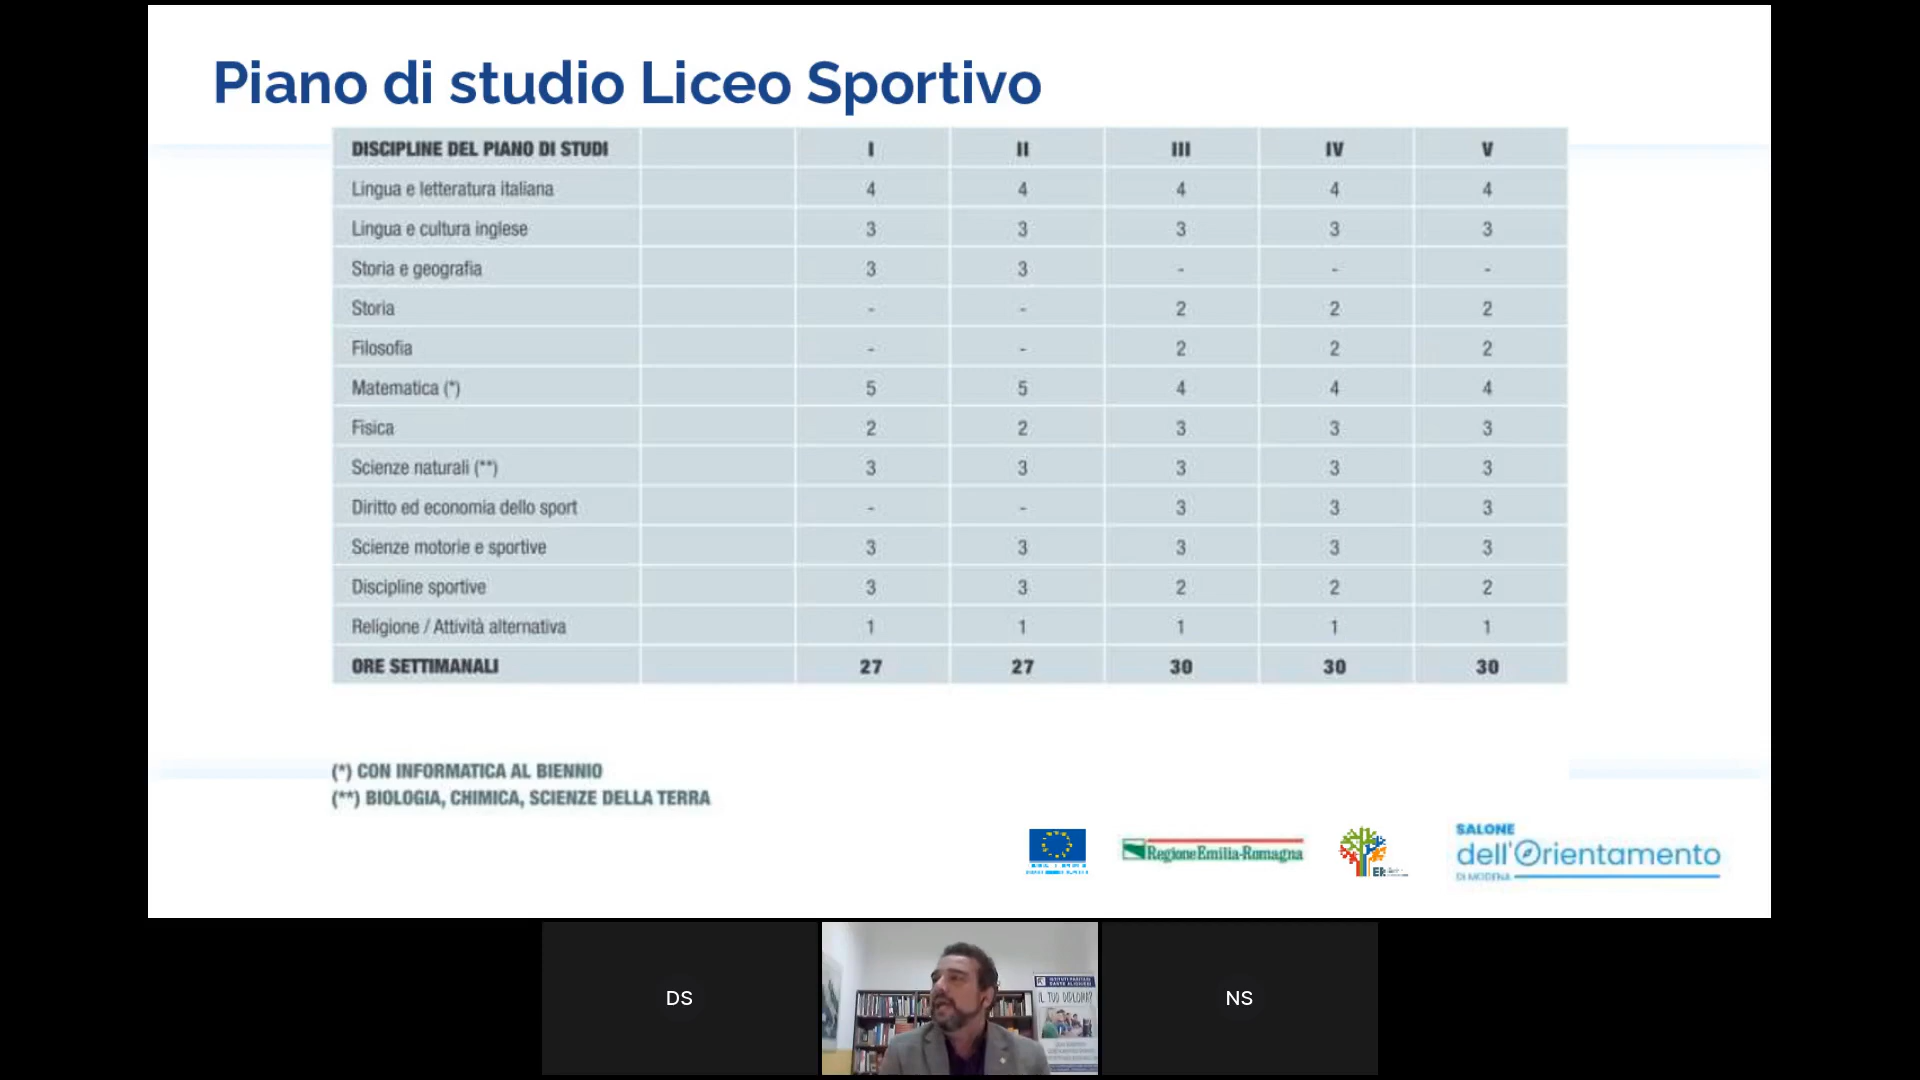 Piano di studio Liceo Sportivo
DISCIPLINE DEL PIANO DI STUDI I II III IV V
Lingua e letteratura italiana 4 4 4 4 4
Lingua e cultura inglese 3 3 3 3 3
Storia e geografia 3 3 - - -
Storia - - 2 2 2
Filosofia - - 2 2 2
Matematica (*) 5 5 4 4 4
Fisica 2 2 3 3 3
Scienze naturali (**) 3 3 3 3 3
Diritto ed economia dello sport - - 3 3 3
Scienze motorie e sportive 3 3 3 3 3
Discipline sportive 3 3 2 2 2
Religione / Attività alternativa 1 1 1 1 1
ORE SETTIMANALI 27 27 30 30 30
(*) CON INFORMATICA AL BIENNIO
(**) BIOLOGIA, CHIMICA, SCIENZE DELLA TERRA
RegioneEmilia-Romagna
ER
SALONE
dell'Orientamento
DI MODENA
DS
IL TUO DIPLOMA?
NS